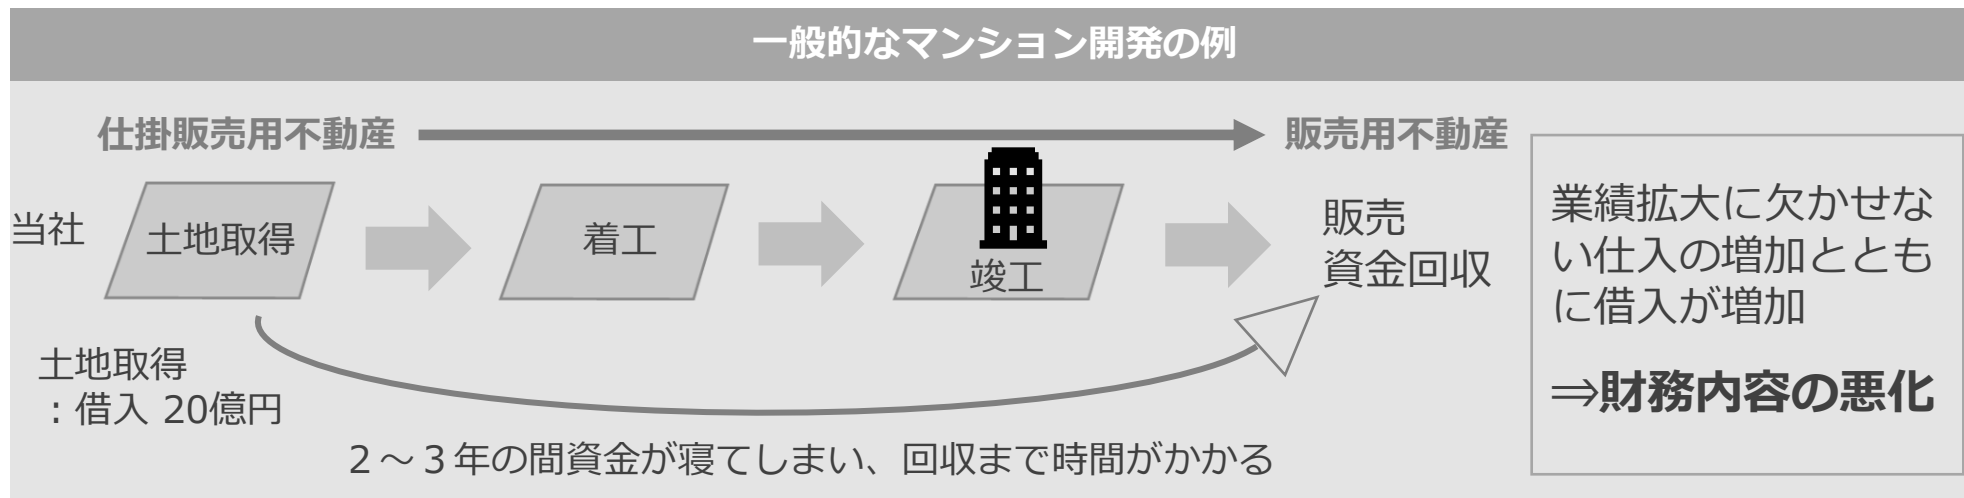 一般的なマンション開発の例
仕掛販売用不動産
販売用不動産
当社
土地取得
着工
竣工
販売
資金回収
土地取得
：借入 20億円
２～３年の間資金が寝てしまい、回収まで時間がかかる
業績拡大に欠かせな
い仕入の増加ととも
に借入が増加
⇒財務内容の悪化